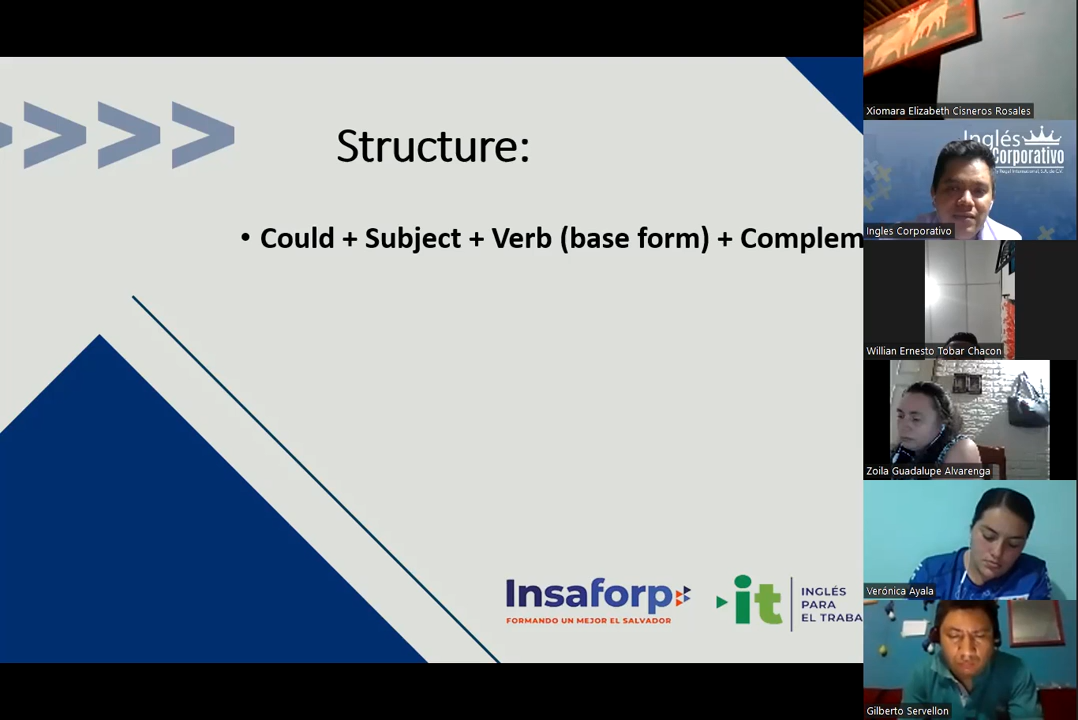 Structure:
• Could + Subject + Verb (base form) + Complem
Insaforp
FORMANDO UN MEJOR EL SALVADOR
it
INGLÉS
PARA
EL TRABA
Xiomara Elizabeth Cisneros Rosales
Inglés
Corporativo
Ingles Corporativo
Willian Ernesto Tobar Chacon
Zoila Guadalupe Alvarenga
Verónica Ayala
Gilberto Servellon